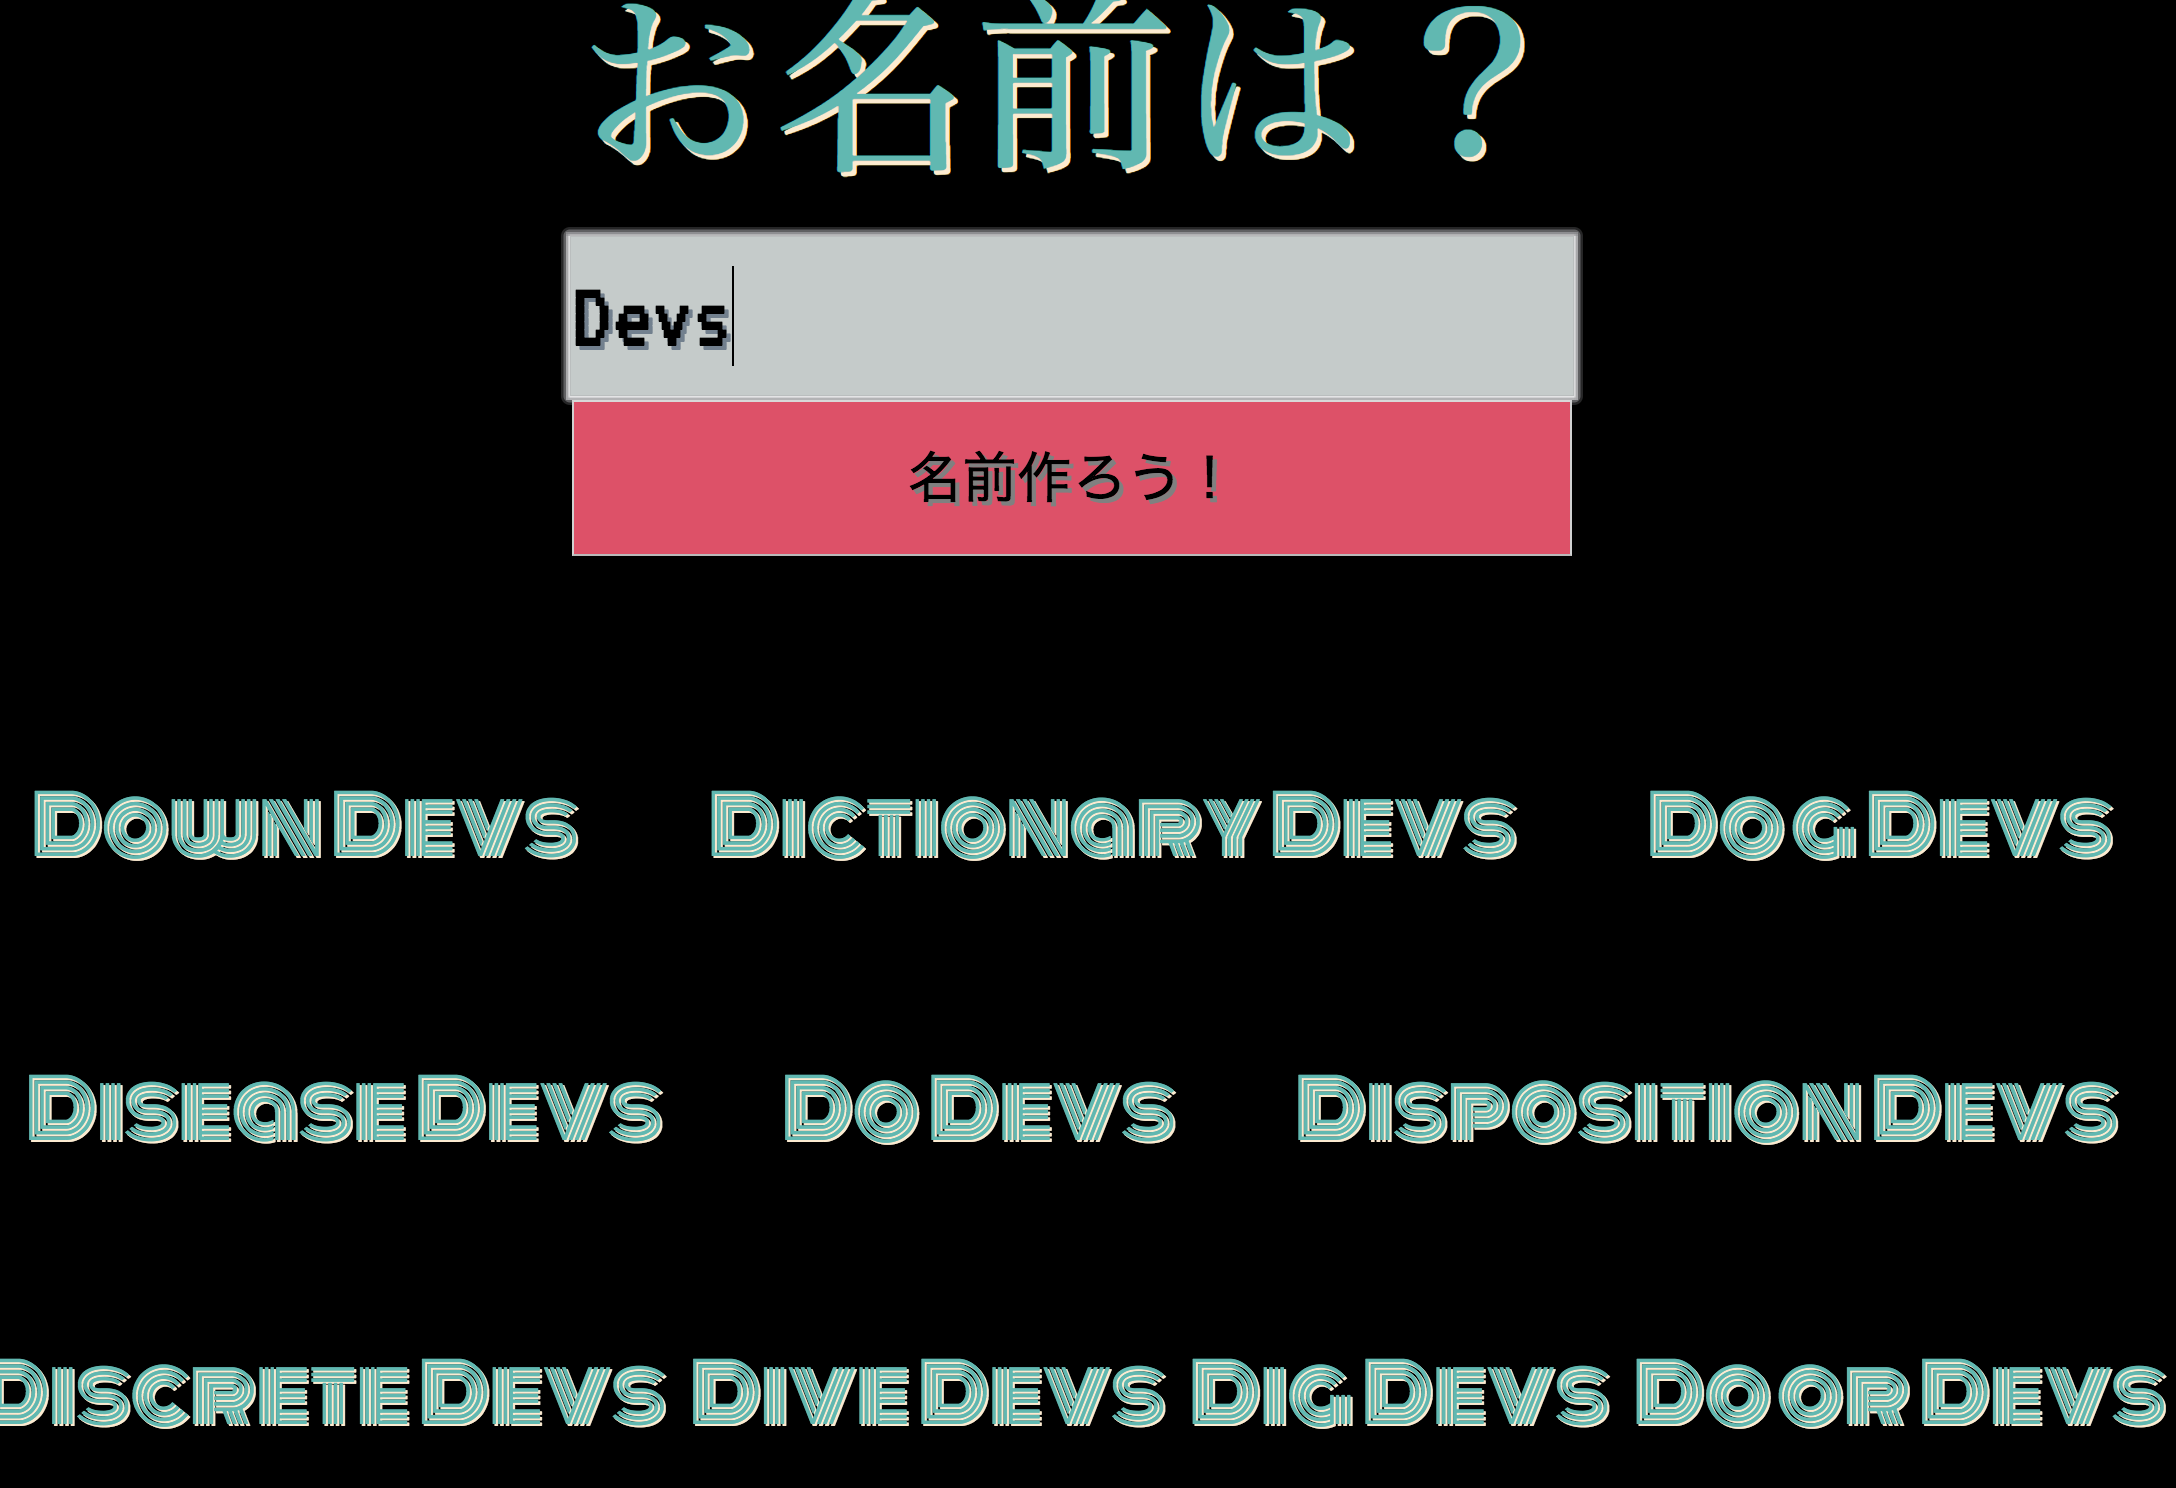 お名前は？
Devs
名前作ろう！
Down Devs Dictionary Devs Dog Devs
Disease Devs Do Devs Disposition Devs
Discrete Devs Dive Devs Dig Devs Door Devs